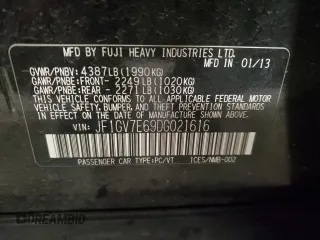 MFD BY FUJI HEAVY INDUSTRIES LTD.
MFD IN 01/13
GVWR/PNBV: 4387LB(1990KG)
GAWR/PNBE:FRONT- 2249LB(1020KG)
GAWR/PNBE:REAR - 2271LB(1030KG)
THIS VEHICLE CONFORMS TO ALL APPLICABLE FEDERAL MOTOR
VEHICLE SAFETY, BUMPER, AND THEFT PREVENTION STANDARDS
IN EFFECT ON THE DATE OF MANUFACTURE SHOWN ABOVE.
VIN: JF1GV7E69DG021616
PASSENGER CAR TYPE:PC/VT ICES/NMB-002
AMERIBID